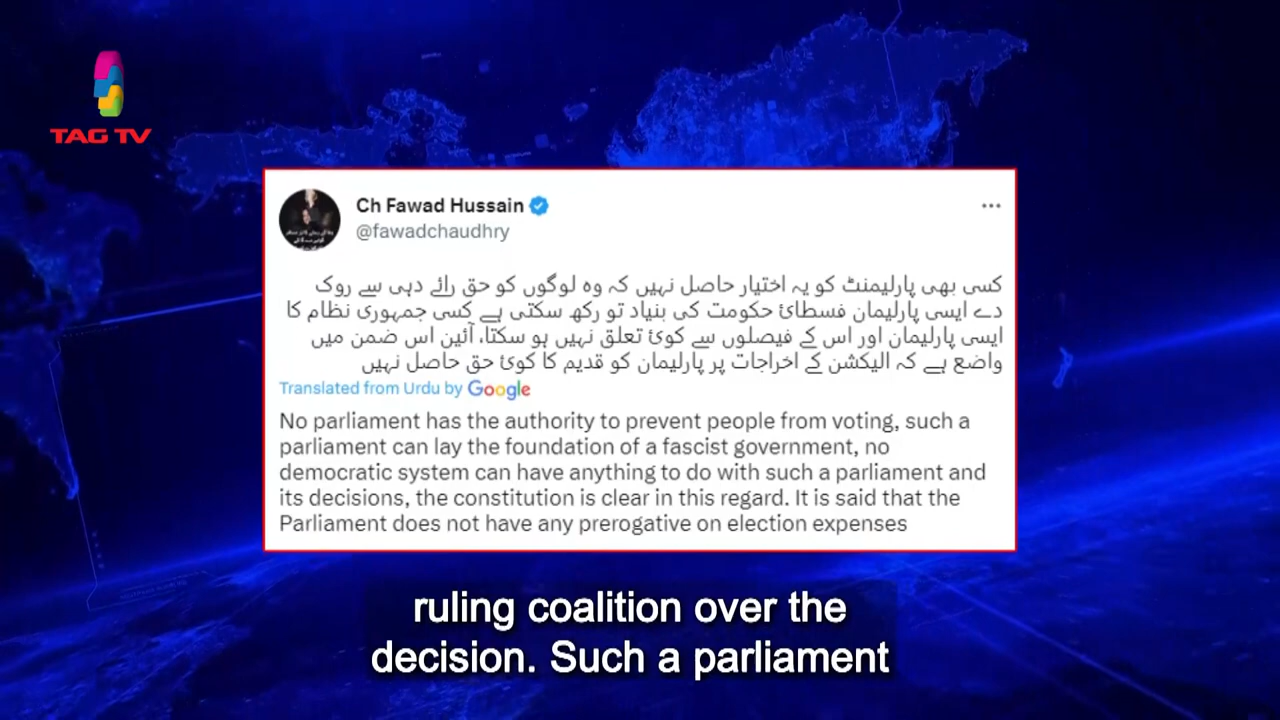 TAG TV
Ch Fawad Hussain
@fawadchaudhry
کسی بھی پارلیمنٹ کو یہ اختیار حاصل نہیں کہ وہ لوگوں کو حق رائے دہی سے روک
دے ایسی پارلیمان فسطائ حکومت کی بنیاد تو رکھ سکتی ہے کسی جمہوری نظام کا
ایسی پارلیمان اور اس کے فیصلوں سے کوئ تعلق نہیں ہو سکتا، آئین اس ضمن میں
واضع ہے کہ الیکشن کے اخراجات پر پارلیمان کو قدیم کا کوئ حق حاصل نہیں
Translated from Urdu by Google
No parliament has the authority to prevent people from voting, such a
parliament can lay the foundation of a fascist government, no
democratic system can have anything to do with such a parliament and
its decisions, the constitution is clear in this regard. It is said that the
Parliament does not have any prerogative on election expenses
ruling coalition over the
decision. Such a parliament